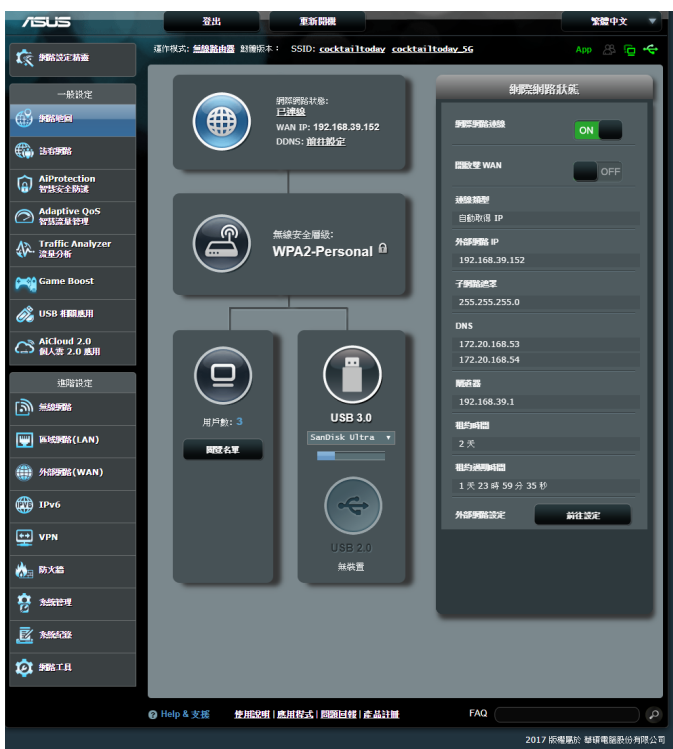 ASUS
登出
重新開機
繁體中文
網路設定精靈
運作模式: 無線路由器 韌體版本: SSID: cocktailtoday cocktailtoday_5G
App
一般設定
網路地圖
訪客網路
AiProtection
智慧安全防護
Adaptive QoS
智慧流量管理
Traffic Analyzer
流量分析
Game Boost
USB 相關應用
AiCloud 2.0
個人雲 2.0 應用
進階設定
無線網路
區域網路(LAN)
外部網路(WAN)
IPv6
VPN
防火牆
系統管理
系統紀錄
網路工具
網際網路狀態:
已連線
WAN IP: 192.168.39.152
DDNS: 前往設定
無線安全層級:
WPA2-Personal
用戶數: 3
閱覽名單
USB 3.0
SanDisk Ultra
USB 2.0
無裝置
網際網路狀態
網際網路連線
ON
開啟雙 WAN
OFF
連線類型
自動取得 IP
外部網路 IP
192.168.39.152
子網路遮罩
255.255.255.0
DNS
172.20.168.53
172.20.168.54
閘道器
192.168.39.1
租約時間
2 天
租約過期時間
1 天 23 時 59 分 35 秒
外部網路設定
前往設定
Help & 支援
使用說明 | 應用程式 | 問題回報 | 產品註冊
FAQ
2017 版權屬於 華碩電腦股份有限公司